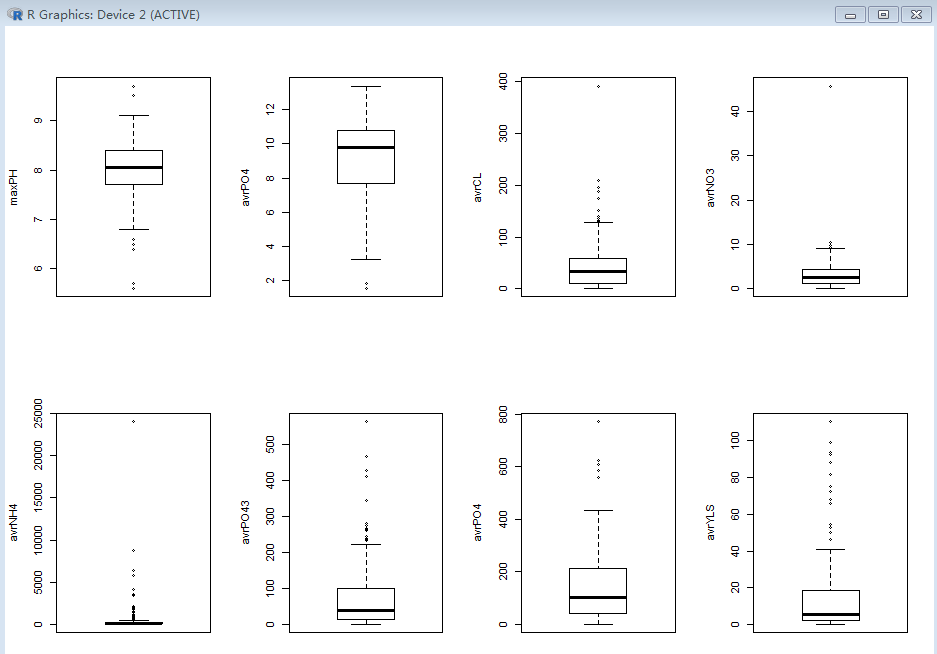 R Graphics: Device 2 (ACTIVE)
maxPH
6 7 8 9
avrPO4
2 4 6 8 10 12
avrCL
0 100 200 300 400
avrNO3
0 10 20 30 40
avrNH4
0 5000 10000 15000 20000 25000
avrPO43
0 100 200 300 400 500
avrPO4
0 200 400 600 800
avrYLS
0 20 40 60 80 100